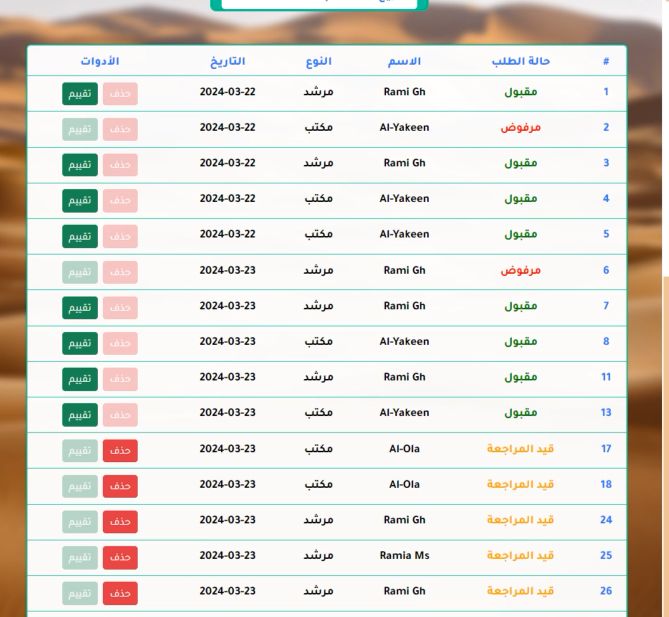 # حالة الطلب الاسم النوع التاريخ الأدوات
1 مقبول Rami Gh مرشد 2024-03-22 حذف تقييم
2 مرفوض Al-Yakeen مكتب 2024-03-22 حذف تقييم
3 مقبول Rami Gh مرشد 2024-03-22 حذف تقييم
4 مقبول Al-Yakeen مكتب 2024-03-22 حذف تقييم
5 مقبول Al-Yakeen مكتب 2024-03-22 حذف تقييم
6 مرفوض Rami Gh مرشد 2024-03-23 حذف تقييم
7 مقبول Rami Gh مرشد 2024-03-23 حذف تقييم
8 مقبول Al-Yakeen مكتب 2024-03-23 حذف تقييم
11 مقبول Rami Gh مرشد 2024-03-23 حذف تقييم
13 مقبول Al-Yakeen مكتب 2024-03-23 حذف تقييم
17 قيد المراجعة Al-Ola مكتب 2024-03-23 حذف تقييم
18 قيد المراجعة Al-Ola مكتب 2024-03-23 حذف تقييم
24 قيد المراجعة Rami Gh مرشد 2024-03-23 حذف تقييم
25 قيد المراجعة Ramia Ms مرشد 2024-03-23 حذف تقييم
26 قيد المراجعة Rami Gh مرشد 2024-03-23 حذف تقييم